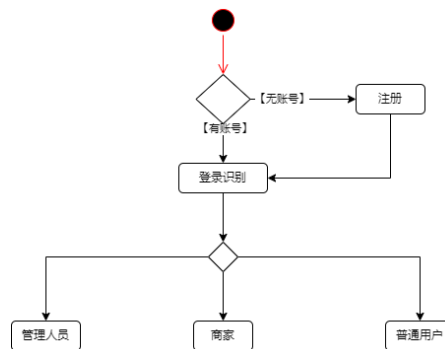 【无账号】
注册
【有账号】
登录识别
管理人员
商家
普通用户